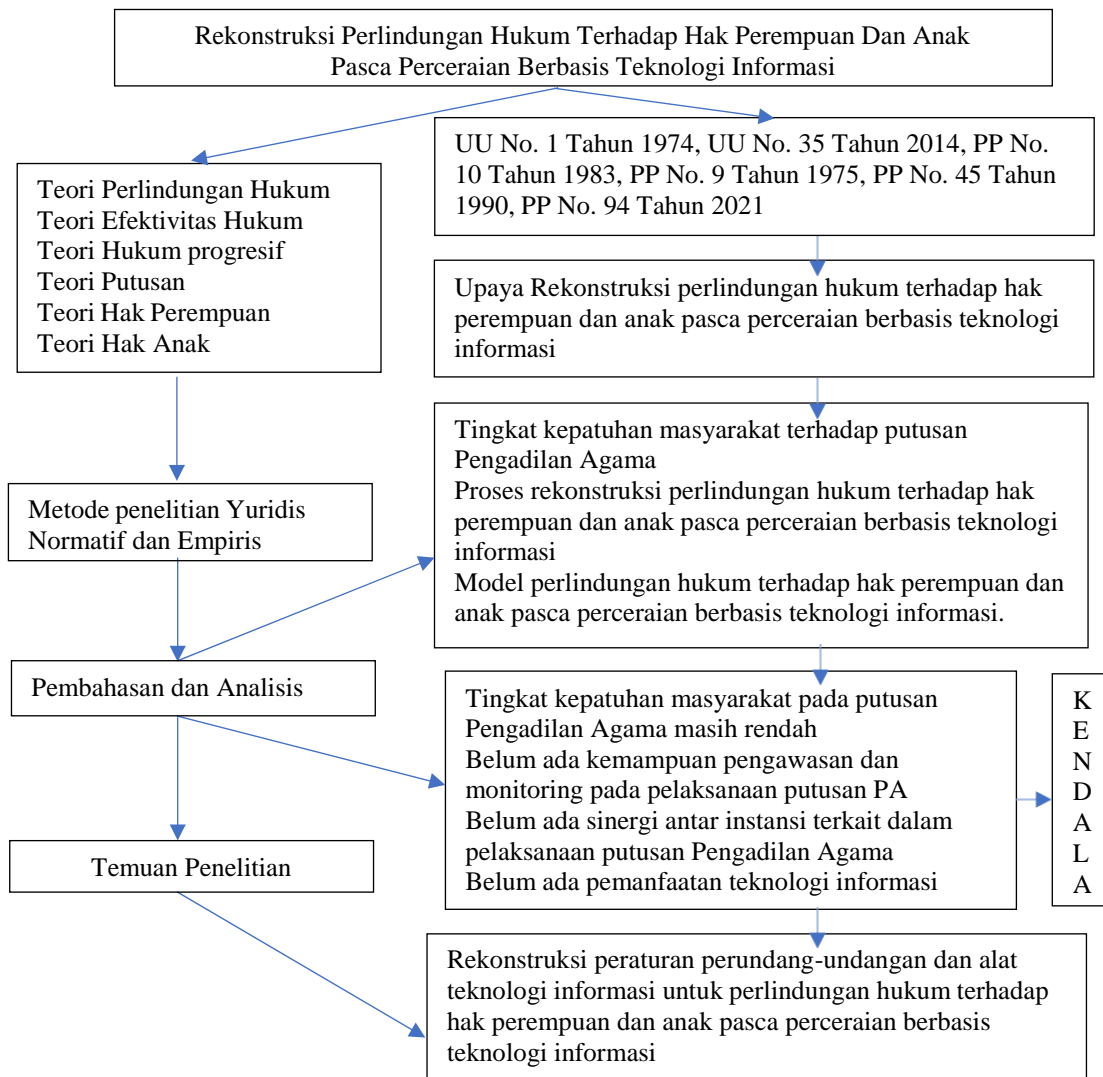 Rekonstruksi Perlindungan Hukum Terhadap Hak Perempuan Dan Anak
Pasca Perceraian Berbasis Teknologi Informasi
Teori Perlindungan Hukum
Teori Efektivitas Hukum
Teori Hukum progresif
Teori Putusan
Teori Hak Perempuan
Teori Hak Anak
UU No. 1 Tahun 1974, UU No. 35 Tahun 2014, PP No.
10 Tahun 1983, PP No. 9 Tahun 1975, PP No. 45 Tahun
1990, PP No. 94 Tahun 2021
Upaya Rekonstruksi perlindungan hukum terhadap hak
perempuan dan anak pasca perceraian berbasis teknologi
informasi
Metode penelitian Yuridis
Normatif dan Empiris
Tingkat kepatuhan masyarakat terhadap putusan
Pengadilan Agama
Proses rekonstruksi perlindungan hukum terhadap hak
perempuan dan anak pasca perceraian berbasis teknologi
informasi
Model perlindungan hukum terhadap hak perempuan dan
anak pasca perceraian berbasis teknologi informasi.
Pembahasan dan Analisis
Tingkat kepatuhan masyarakat pada putusan
Pengadilan Agama masih rendah
Belum ada kemampuan pengawasan dan
monitoring pada pelaksanaan putusan PA
Belum ada sinergi antar instansi terkait dalam
pelaksanaan putusan Pengadilan Agama
Belum ada pemanfaatan teknologi informasi
K
E
N
D
A
L
A
Temuan Penelitian
Rekonstruksi peraturan perundang-undangan dan alat
teknologi informasi untuk perlindungan hukum terhadap
hak perempuan dan anak pasca perceraian berbasis
teknologi informasi